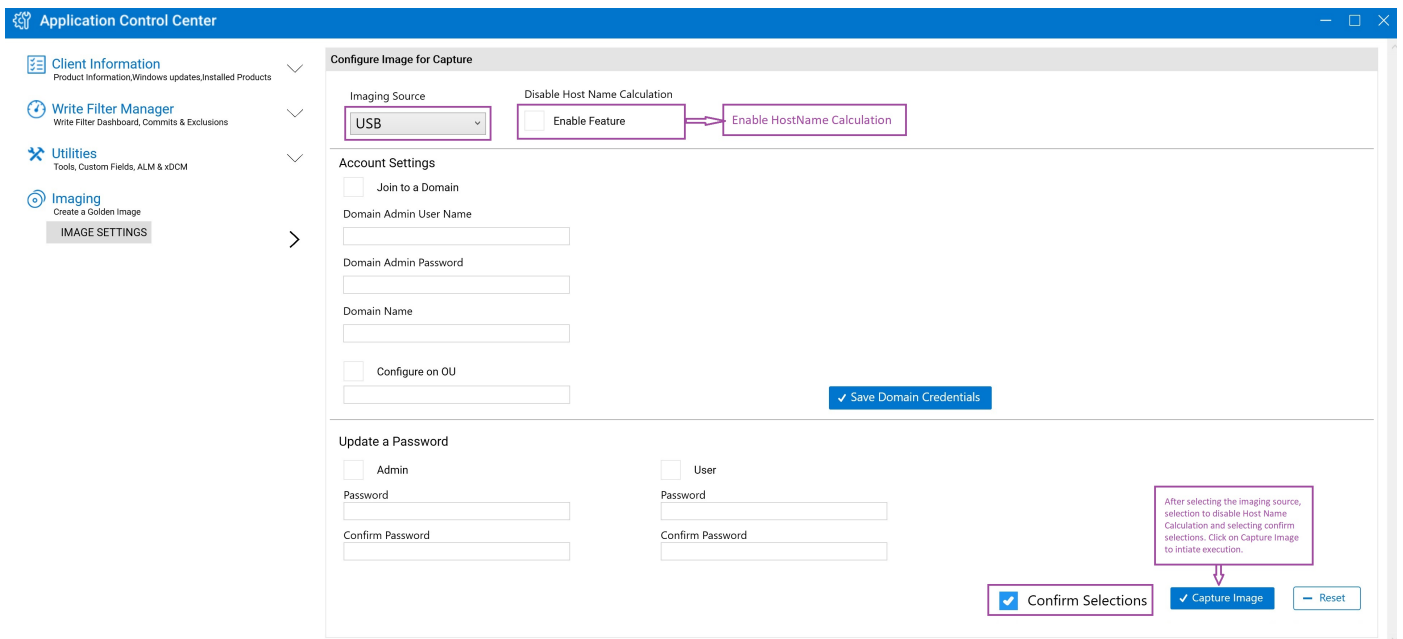 Application Control Center
Client Information
Product Information,Windows updates,Installed Products
Write Filter Manager
Write Filter Dashboard, Commits & Exclusions
Utilities
Tools, Custom Fields, ALM & xDCM
Imaging
Create a Golden Image
IMAGE SETTINGS
Configure Image for Capture
Imaging Source
USB
Disable Host Name Calculation
Enable Feature
Enable HostName Calculation
Account Settings
Join to a Domain
Domain Admin User Name
Domain Admin Password
Domain Name
Configure on OU
Save Domain Credentials
Update a Password
Admin
Password
Confirm Password
User
Password
Confirm Password
After selecting the imaging source,
selection to disable Host Name
Calculation and selecting confirm
selections. Click on Capture Image
to intiate execution.
Confirm Selections
Capture Image
Reset